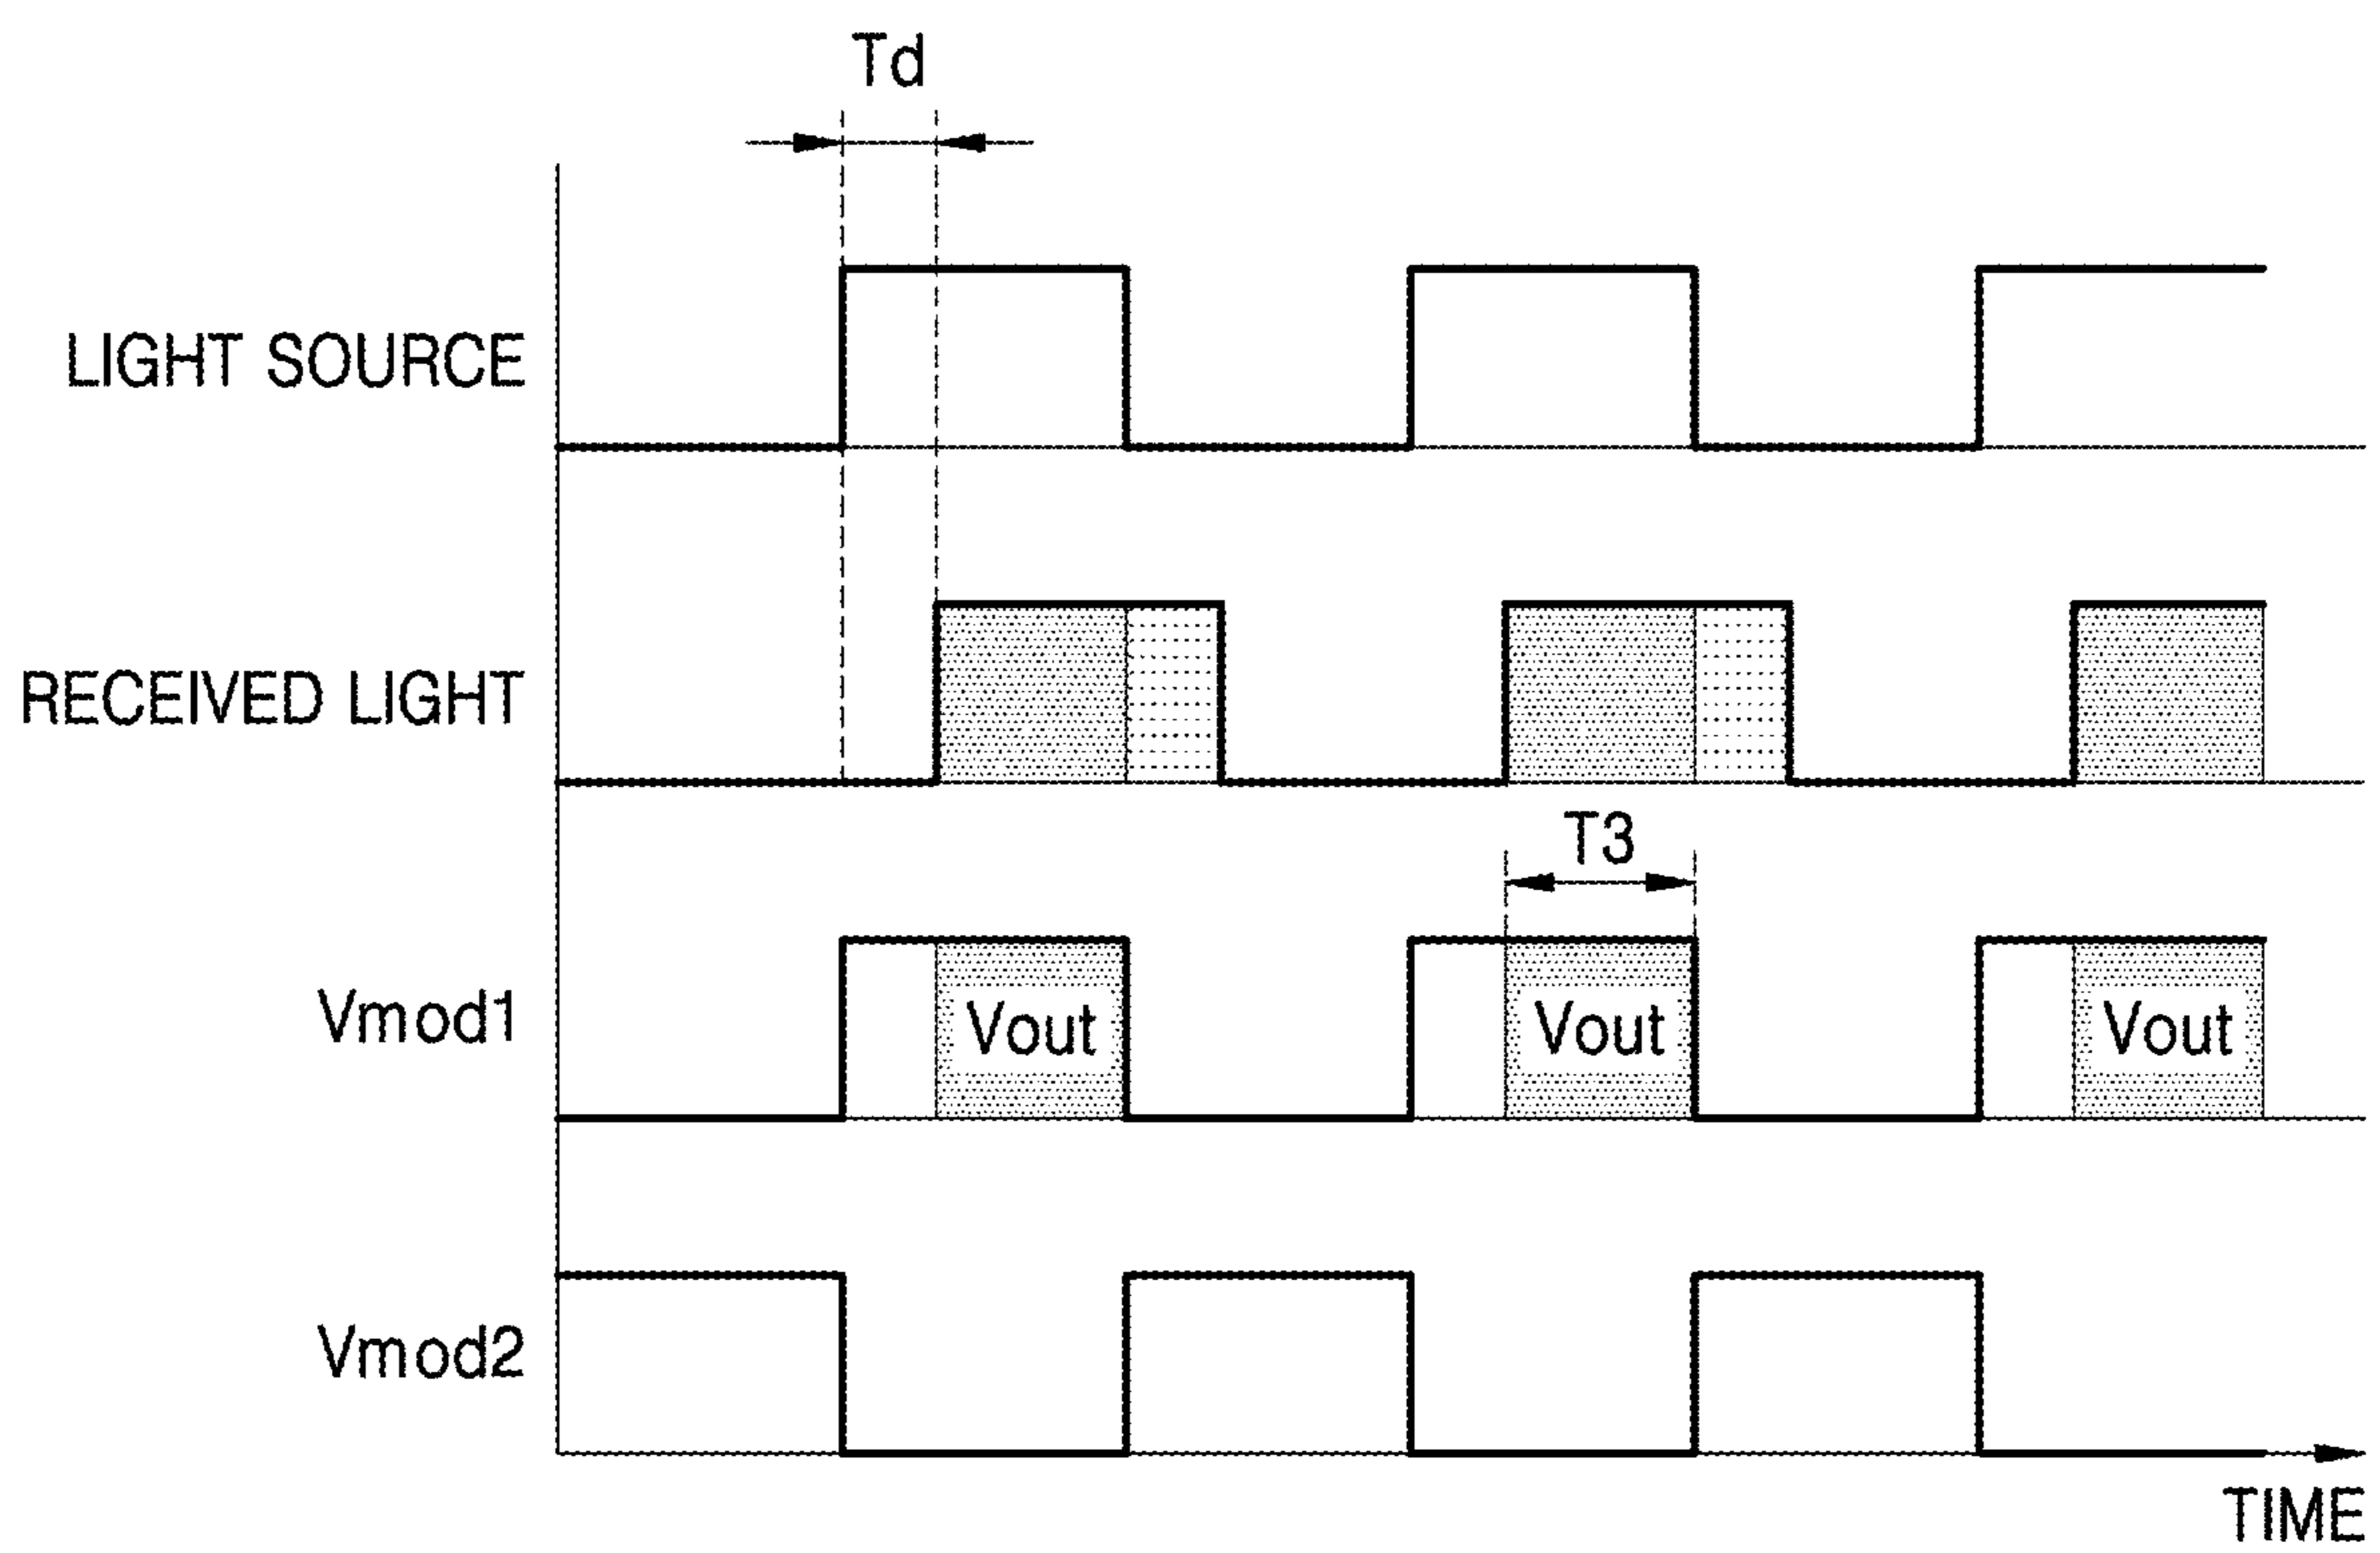 Td
LIGHT SOURCE
RECEIVED LIGHT
T3
Vmod1
Vout Vout Vout
Vmod2
TIME